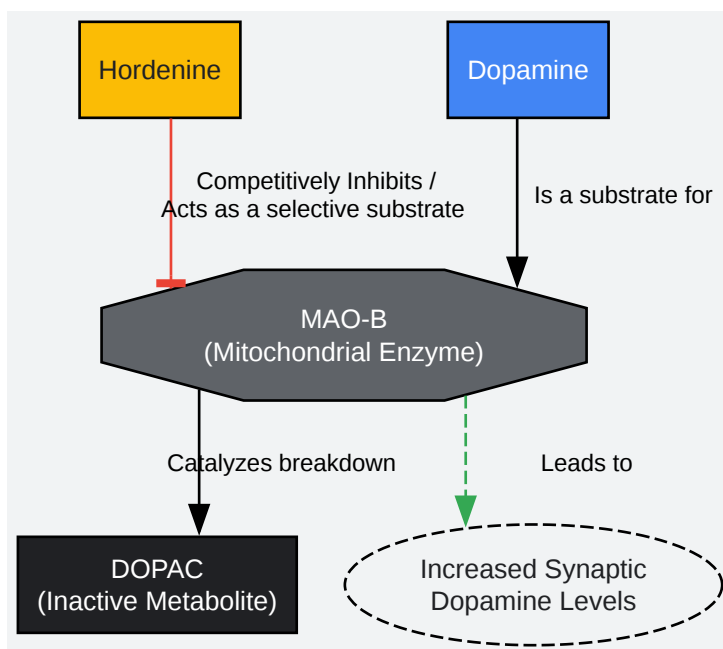 Hordenine
Dopamine
Competitively Inhibits /
Acts as a selective substrate
Is a substrate for
MAO-B
(Mitochondrial Enzyme)
Catalyzes breakdown
Leads to
DOPAC
(Inactive Metabolite)
Increased Synaptic
Dopamine Levels